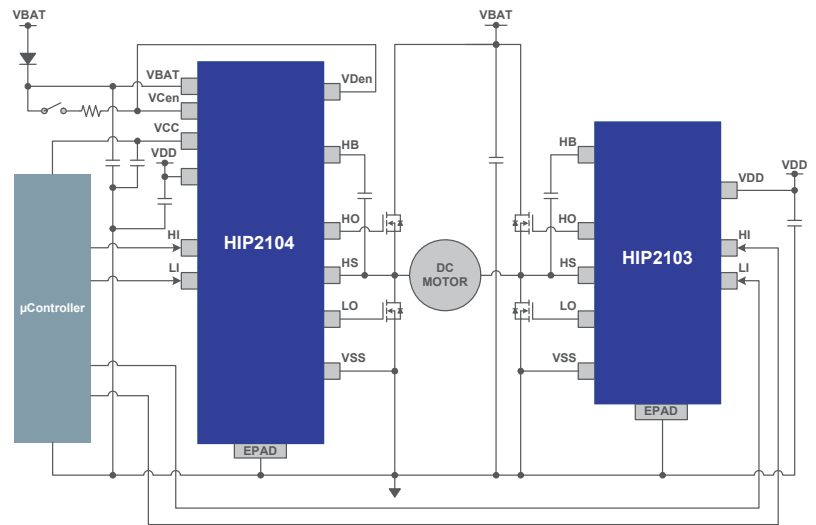 VBAT
VBAT
VCen
VCC
VDD
HI
LI
µController
HIP2104
VDen
HB
HO
HS
LO
VSS
EPAD
VBAT
DC
MOTOR
HB
HO
HS
LO
VSS
HIP2103
VDD
VDD
HI
LI
EPAD